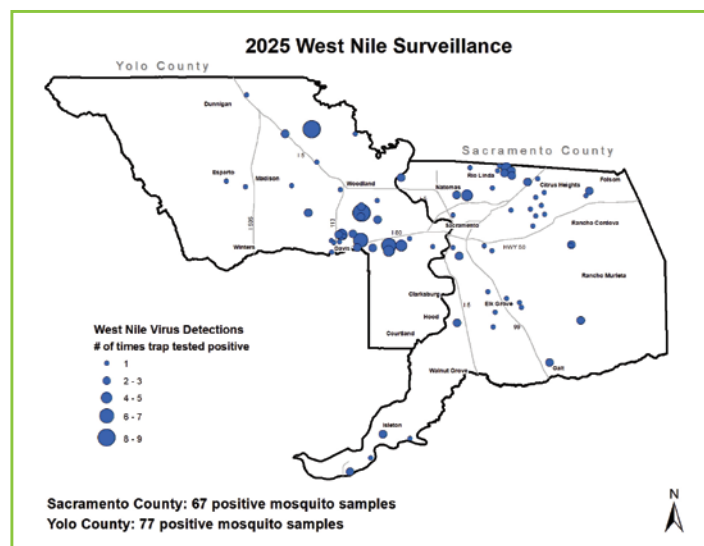 2025 West Nile Surveillance
Yolo County
Dunnigan
Sacramento County
I 5
Rio Linda
Folsom
Esparto
Madison
Woodland
Natomas
Citrus Heights
I 505
113
Sacramento
Rancho Cordova
I-80
Winters
Davis
HWY 50
Rancho Murieta
Clarksburg
I 5
Elk Grove
Hood
99
Courtland
Walnut Grove
Galt
Isleton
West Nile Virus Detections
# of times trap tested positive
1
2 - 3
4 - 5
6 - 7
8 - 9
Sacramento County: 67 positive mosquito samples
Yolo County: 77 positive mosquito samples
N